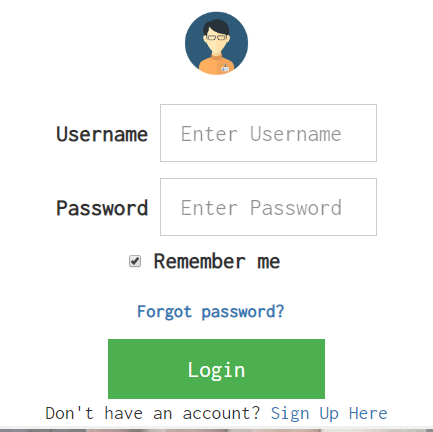 Username Enter Username
Password Enter Password
Remember me
Forgot password?
Login
Don't have an account? Sign Up Here